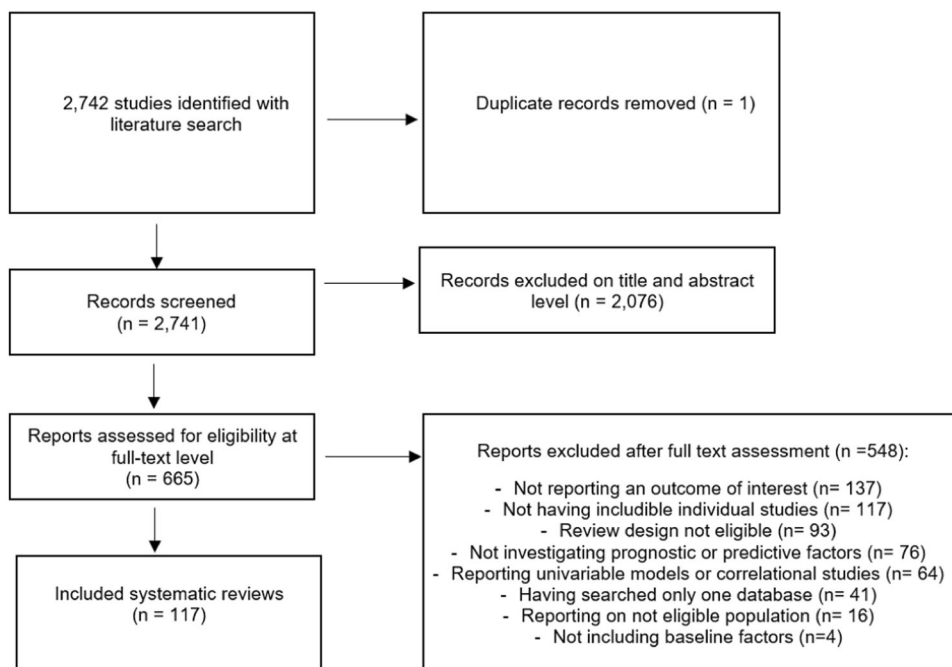 2,742 studies identified with
literature search
Duplicate records removed (n = 1)
Records screened
(n = 2,741)
Records excluded on title and abstract
level (n = 2,076)
Reports assessed for eligibility at
full-text level
(n = 665)
Reports excluded after full text assessment (n =548):
- Not reporting an outcome of interest (n= 137)
- Not having includible individual studies (n= 117)
- Review design not eligible (n= 93)
- Not investigating prognostic or predictive factors (n= 76)
- Reporting univariable models or correlational studies (n= 64)
- Having searched only one database (n= 41)
- Reporting on not eligible population (n= 16)
- Not including baseline factors (n=4)
Included systematic reviews
(n = 117)